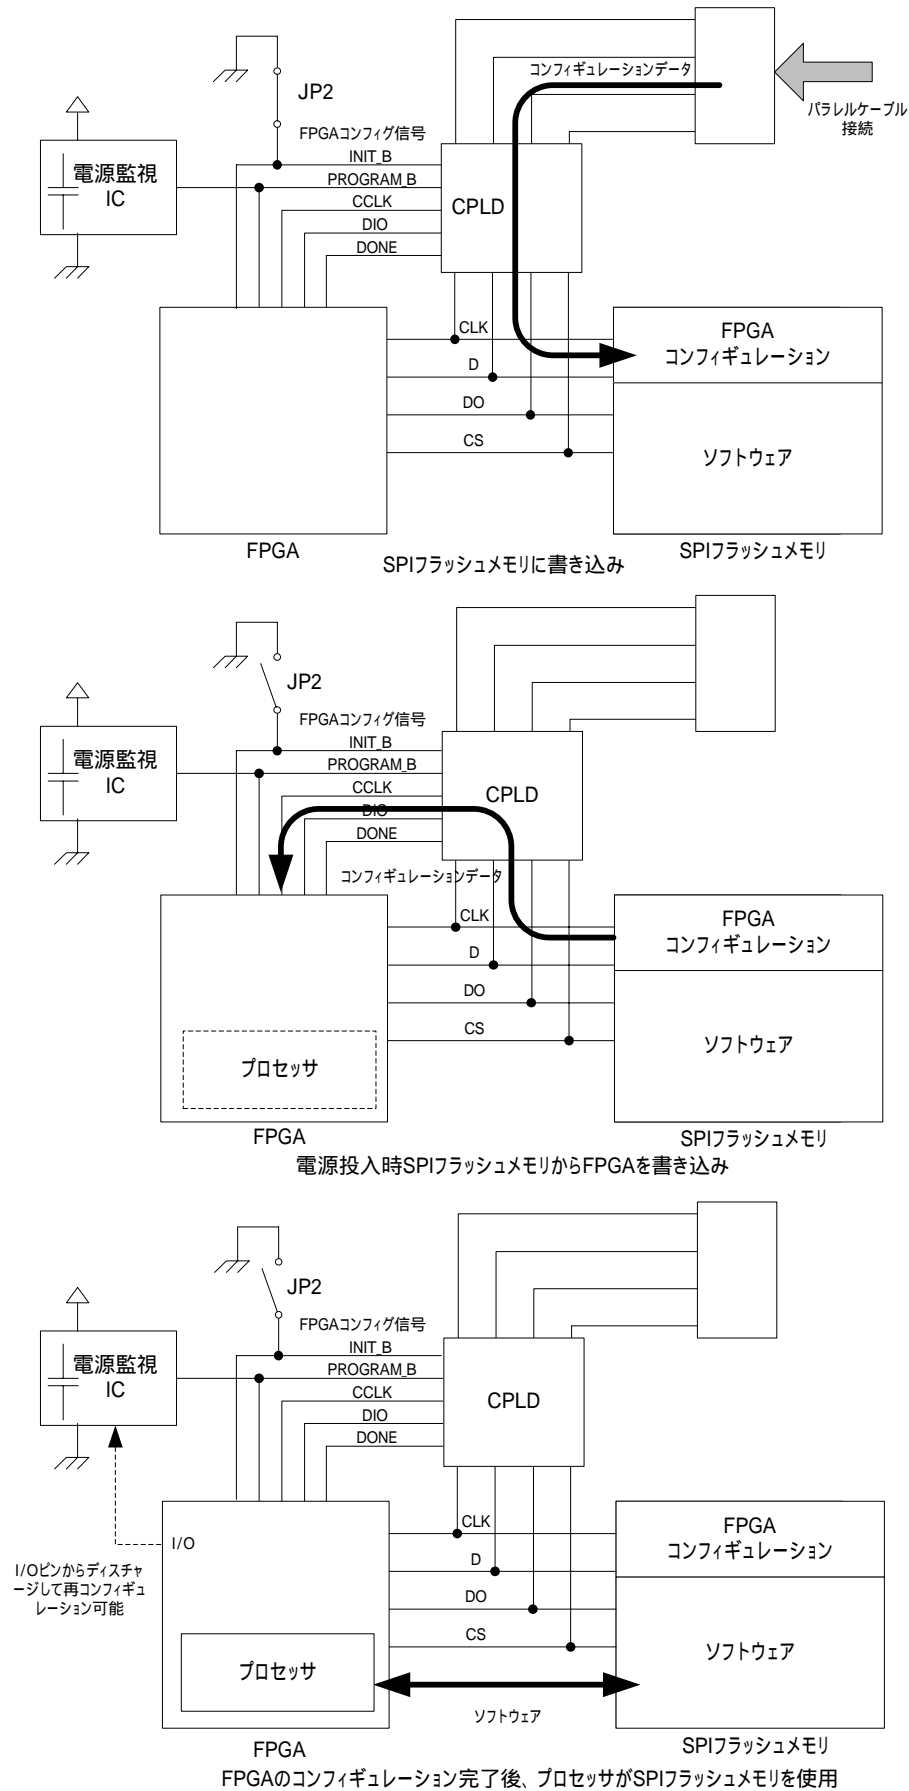 コンフィギュレーションデータ
パラレルケーブル
接続
JP2
FPGAコンフィグ信号
INIT_B
電源監視
IC
PROGRAM_B
CCLK
CPLD
DIO
DONE
CLK
FPGA
コンフィギュレーション
D
DO
CS
ソフトウェア
FPGA
SPIフラッシュメモリ
SPIフラッシュメモリに書き込み
JP2
FPGAコンフィグ信号
INIT_B
電源監視
IC
PROGRAM_B
CCLK
CPLD
DIO
DONE
コンフィギュレーションデータ
CLK
FPGA
コンフィギュレーション
D
DO
CS
ソフトウェア
プロセッサ
FPGA
SPIフラッシュメモリ
電源投入時SPIフラッシュメモリからFPGAを書き込み
JP2
FPGAコンフィグ信号
INIT_B
電源監視
IC
PROGRAM_B
CCLK
CPLD
DIO
DONE
I/O
CLK
FPGA
コンフィギュレーション
D
I/Oピンからディスチャ
ージして再コンフィギュ
レーション可能
DO
CS
ソフトウェア
プロセッサ
ソフトウェア
FPGA
SPIフラッシュメモリ
FPGAのコンフィギュレーション完了後、プロセッサがSPIフラッシュメモリを使用